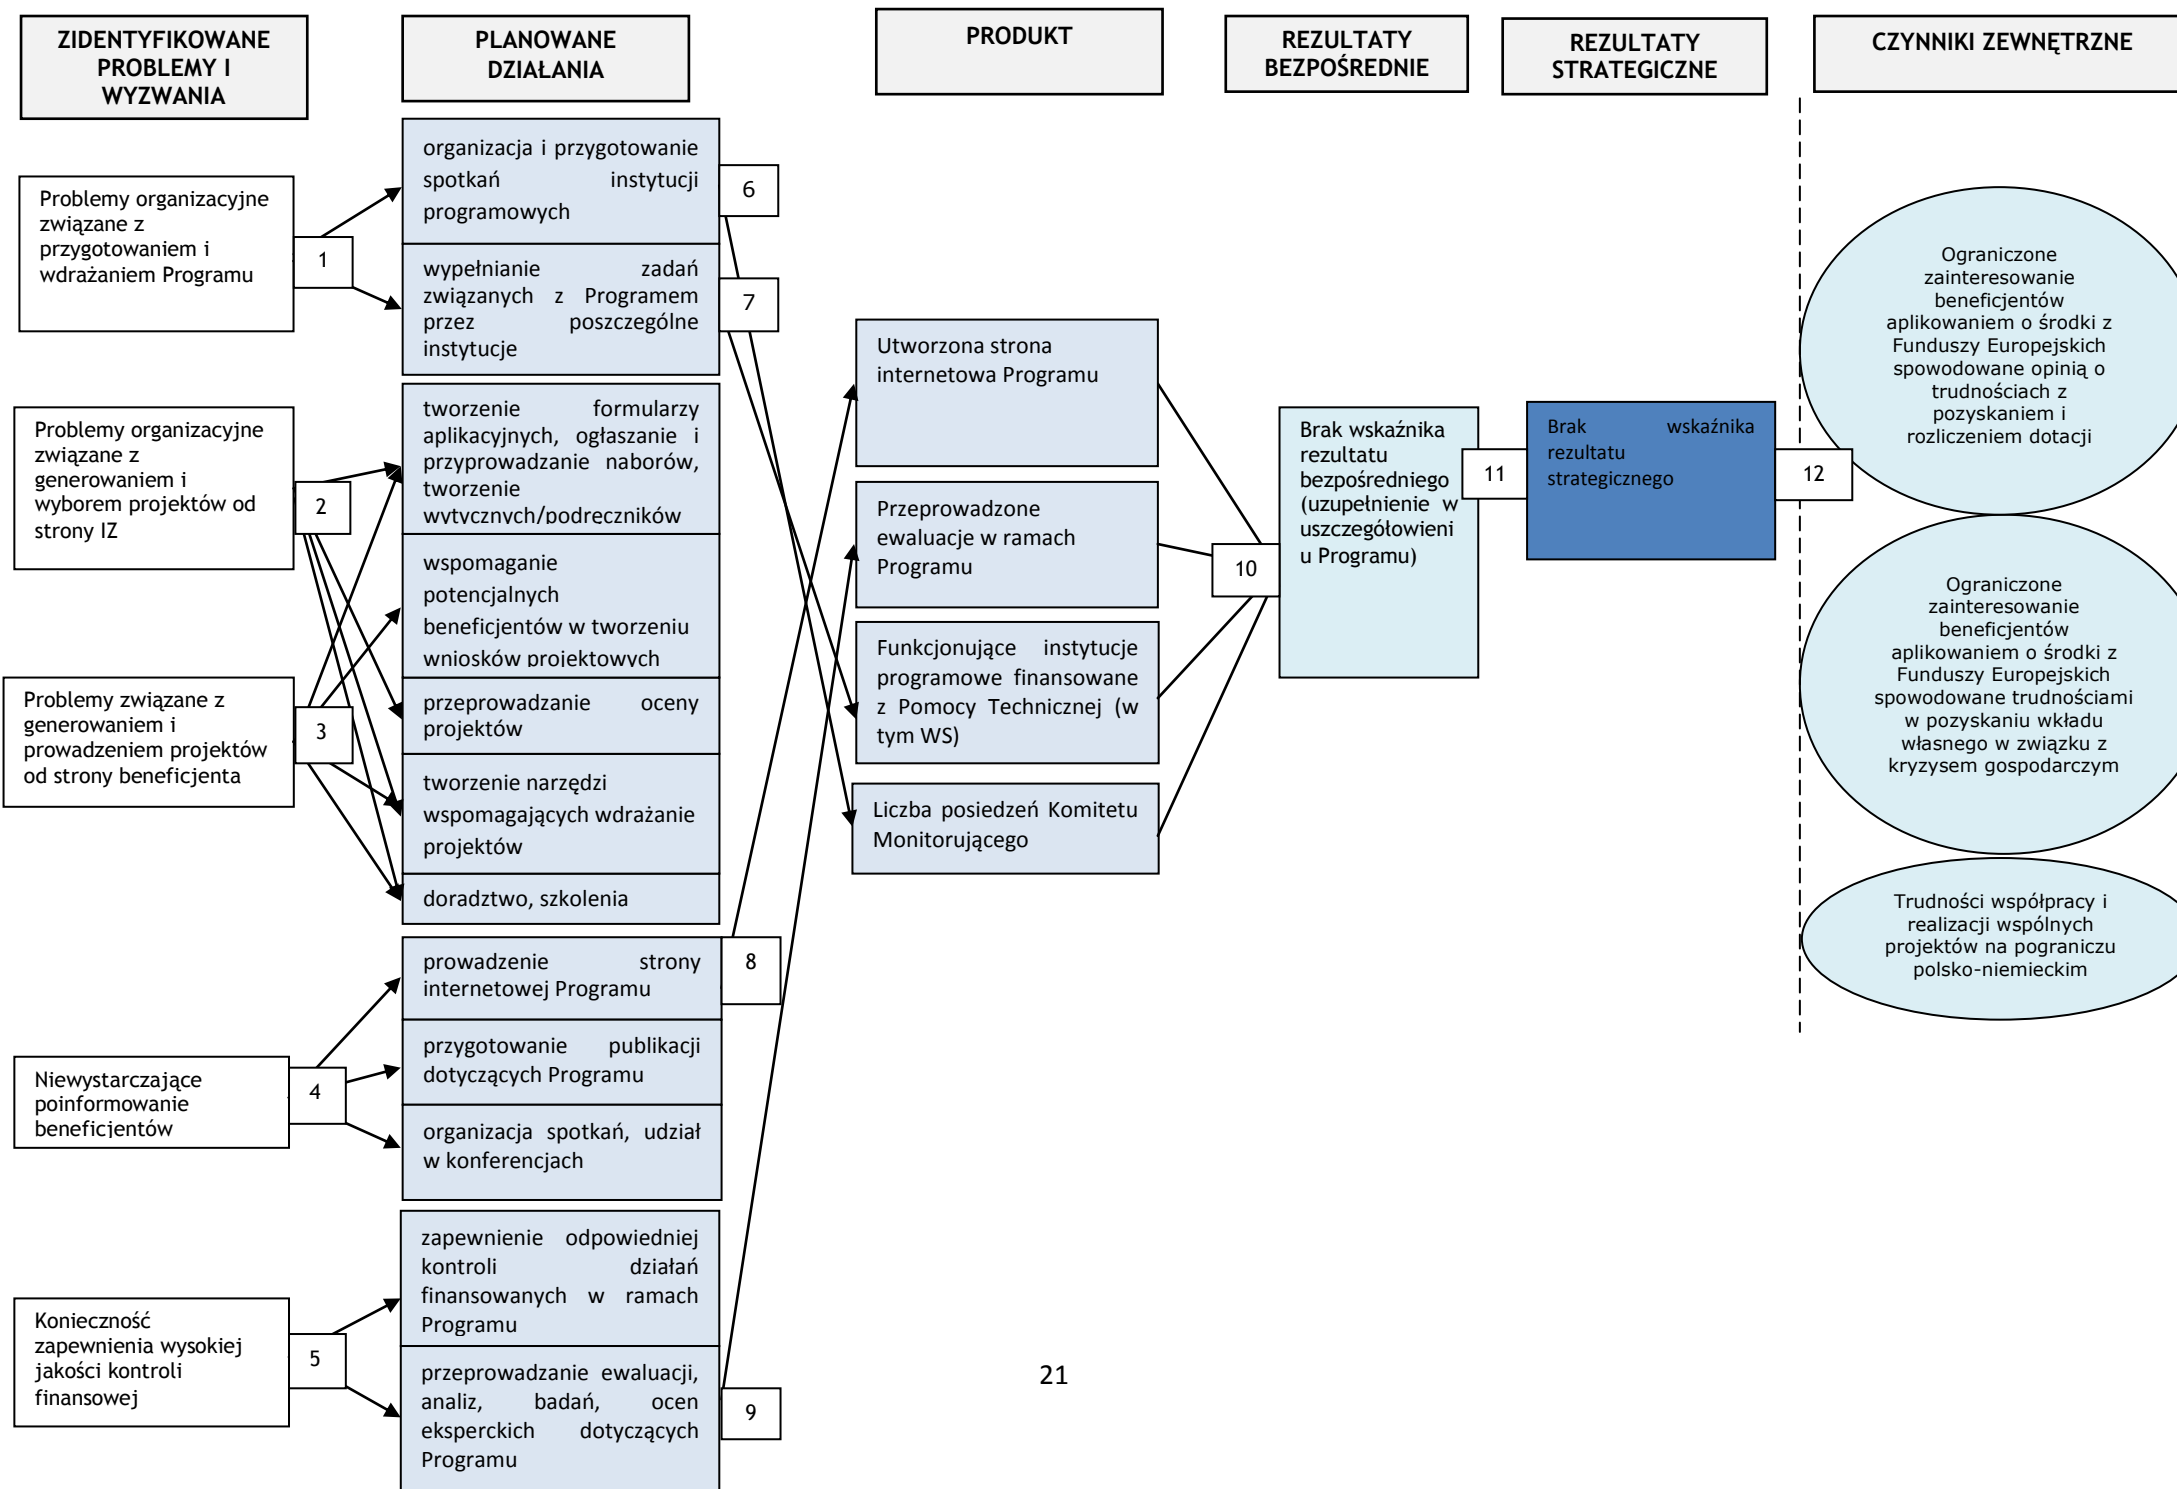 ZIDENTYFIKOWANE
PROBLEMY I
WYZWANIA
PLANOWANE
DZIAŁANIA
PRODUKT
REZULTATY
BEZPOŚREDNIE
REZULTATY
STRATEGICZNE
CZYNNIKI ZEWNĘTRZNE
Problemy organizacyjne
związane z
przygotowaniem i
wdrażaniem Programu
1
Problemy organizacyjne
związane z
generowaniem i
wyborem projektów od
strony IZ
2
Problemy związane z
generowaniem i
prowadzeniem projektów
od strony beneficjenta
3
Niewystarczające
poinformowanie
beneficjentów
4
Konieczność
zapewnienia wysokiej
jakości kontroli
finansowej
5
organizacja i przygotowanie
spotkań instytucji
programowych
6
wypełnianie zadań
związanych z Programem
przez poszczególne
instytucje
7
tworzenie formularzy
aplikacyjnych, ogłaszanie i
przyprowadzanie naborów,
tworzenie
wytycznych/podręczników
wspomaganie
potencjalnych
beneficjentów w tworzeniu
wniosków projektowych
przeprowadzanie oceny
projektów
tworzenie narzędzi
wspomagających wdrażanie
projektów
doradztwo, szkolenia
prowadzenie strony
internetowej Programu
8
przygotowanie publikacji
dotyczących Programu
organizacja spotkań, udział
w konferencjach
zapewnienie odpowiedniej
kontroli działań
finansowanych w ramach
Programu
przeprowadzanie ewaluacji,
analiz, badań, ocen
eksperckich dotyczących
Programu
9
Utworzona strona
internetowa Programu
Przeprowadzone
ewaluacje w ramach
Programu
Funkcjonujące instytucje
programowe finansowane
z Pomocy Technicznej (w
tym WS)
Liczba posiedzeń Komitetu
Monitorującego
10
Brak wskaźnika
rezultatu
bezpośredniego
(uzupełnienie w
uszczegółowieni
u Programu)
11
Brak wskaźnika
rezultatu
strategicznego
12
Ograniczone
zainteresowanie
beneficjentów
aplikowaniem o środki z
Funduszy Europejskich
spowodowane opinią o
trudnościach z
pozyskaniem i
rozliczeniem dotacji
Ograniczone
zainteresowanie
beneficjentów
aplikowaniem o środki z
Funduszy Europejskich
spowodowane trudnościami
w pozyskaniu wkładu
własnego w związku z
kryzysem gospodarczym
Trudności współpracy i
realizacji wspólnych
projektów na pograniczu
polsko-niemieckim
21